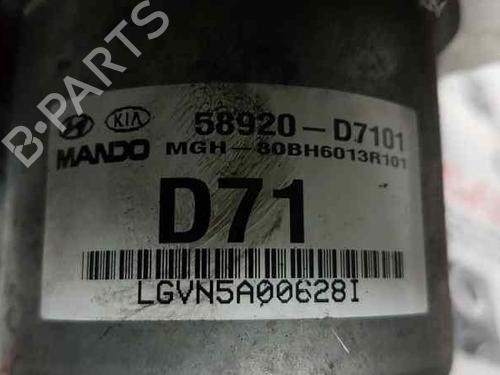 KIA 58920-D7101
MANDO MGH-80BH6013R101
D71
LGVN5A00628I
B-PARTS